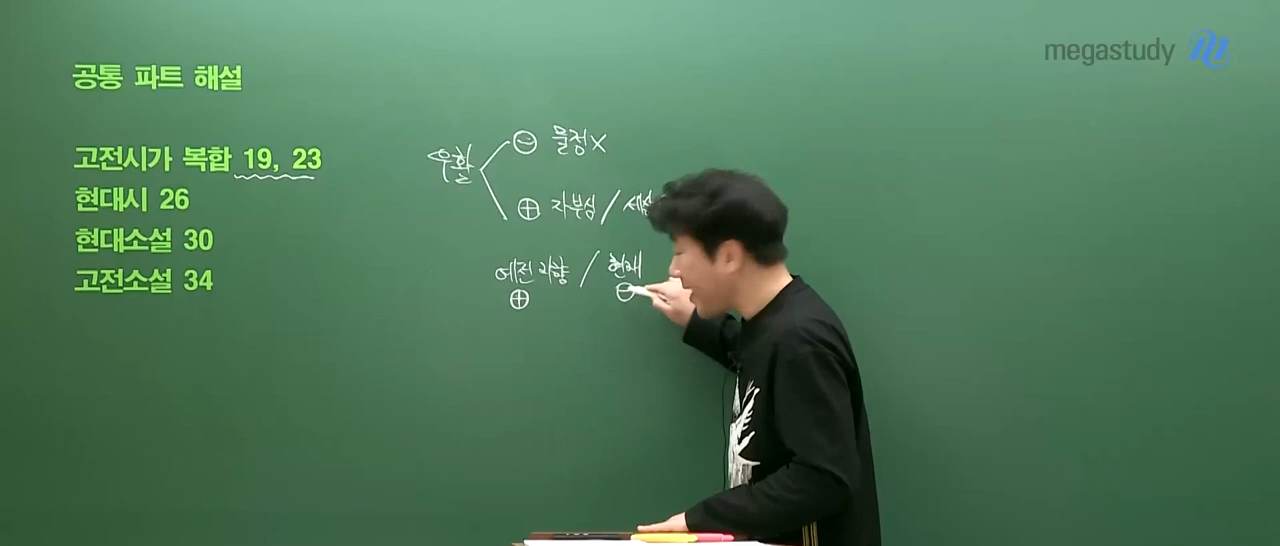 megastudy
공통 파트 해설
고전시가 복합 19, 23
현대시 26
현대소설 30
고전소설 34
우활
⊖ 물정 X
⊕ 자부심 /
예전 지향 / 현재
⊕ ⊖